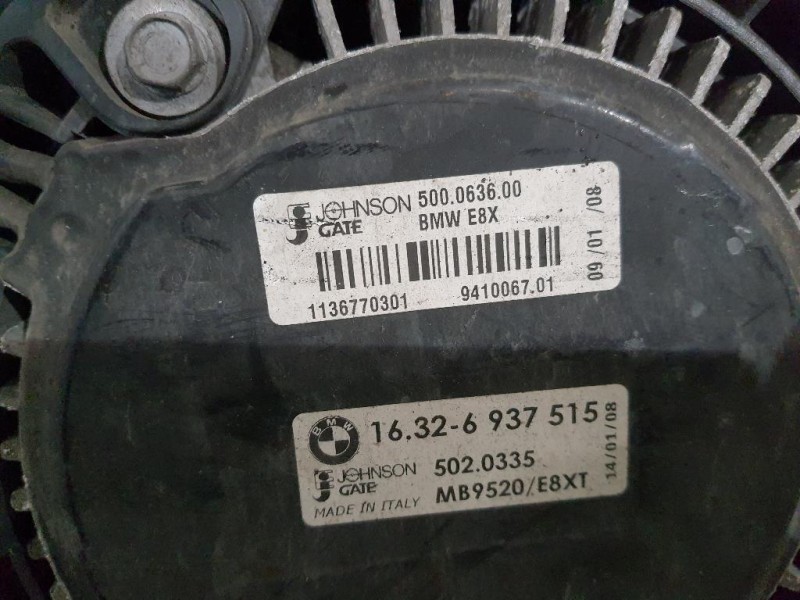 JOHNSON 500.0636.00
GATE BMW E8X
1136770301 9410067.01
09/01/08
BMW 16.32-6 937 515
JOHNSON 502.0335
GATE MB9520/E8XT
MADE IN ITALY
14/01/08